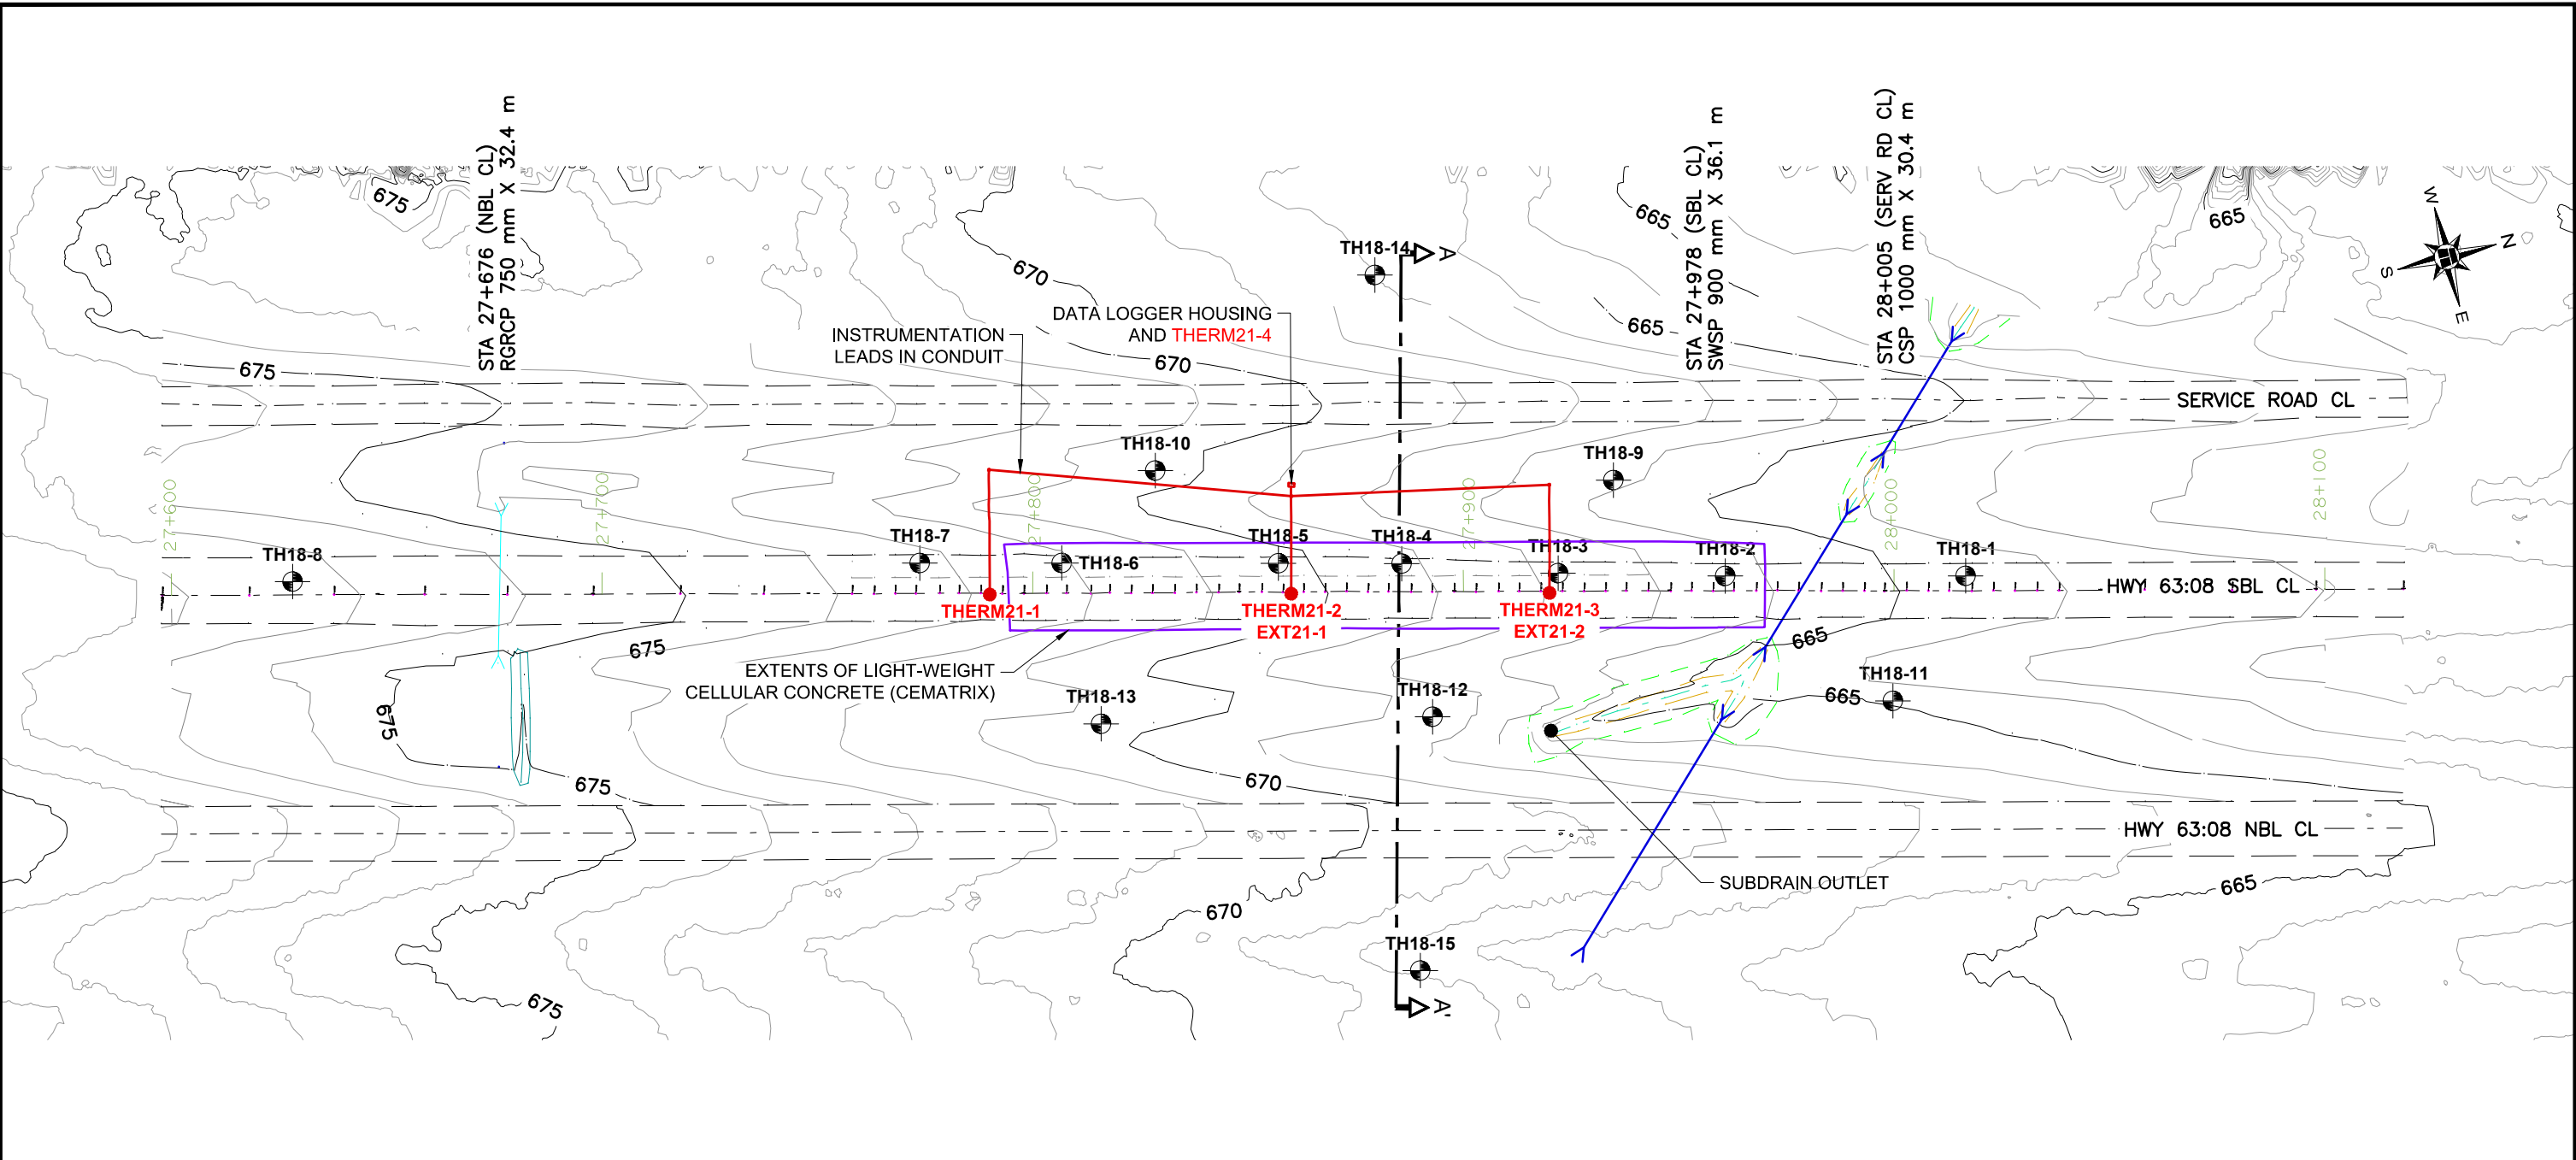 STA 27+676 (NBL CL)
RGRCP 750 mm X 32.4 m
STA 27+978 (SBL CL)
SWSP 900 mm X 36.1 m
STA 28+005 (SERV RD CL)
CSP 1000 mm X 30.4 m
675
665
665
W
N
S
E
TH18-14
A
670
DATA LOGGER HOUSING
AND THERM21-4
INSTRUMENTATION
LEADS IN CONDUIT
665
670
675
SERVICE ROAD CL
TH18-10
TH18-9
27+600
27+700
27+800
27+900
28+000
28+100
TH18-8
TH18-7
TH18-6
TH18-5
TH18-4
TH18-3
TH18-2
TH18-1
HWY 63:08 SBL CL
THERM21-1
THERM21-2
EXT21-1
THERM21-3
EXT21-2
675
665
EXTENTS OF LIGHT-WEIGHT
CELLULAR CONCRETE (CEMATRIX)
TH18-13
TH18-12
TH18-11
665
675
675
670
HWY 63:08 NBL CL
SUBDRAIN OUTLET
665
670
TH18-15
675
A'